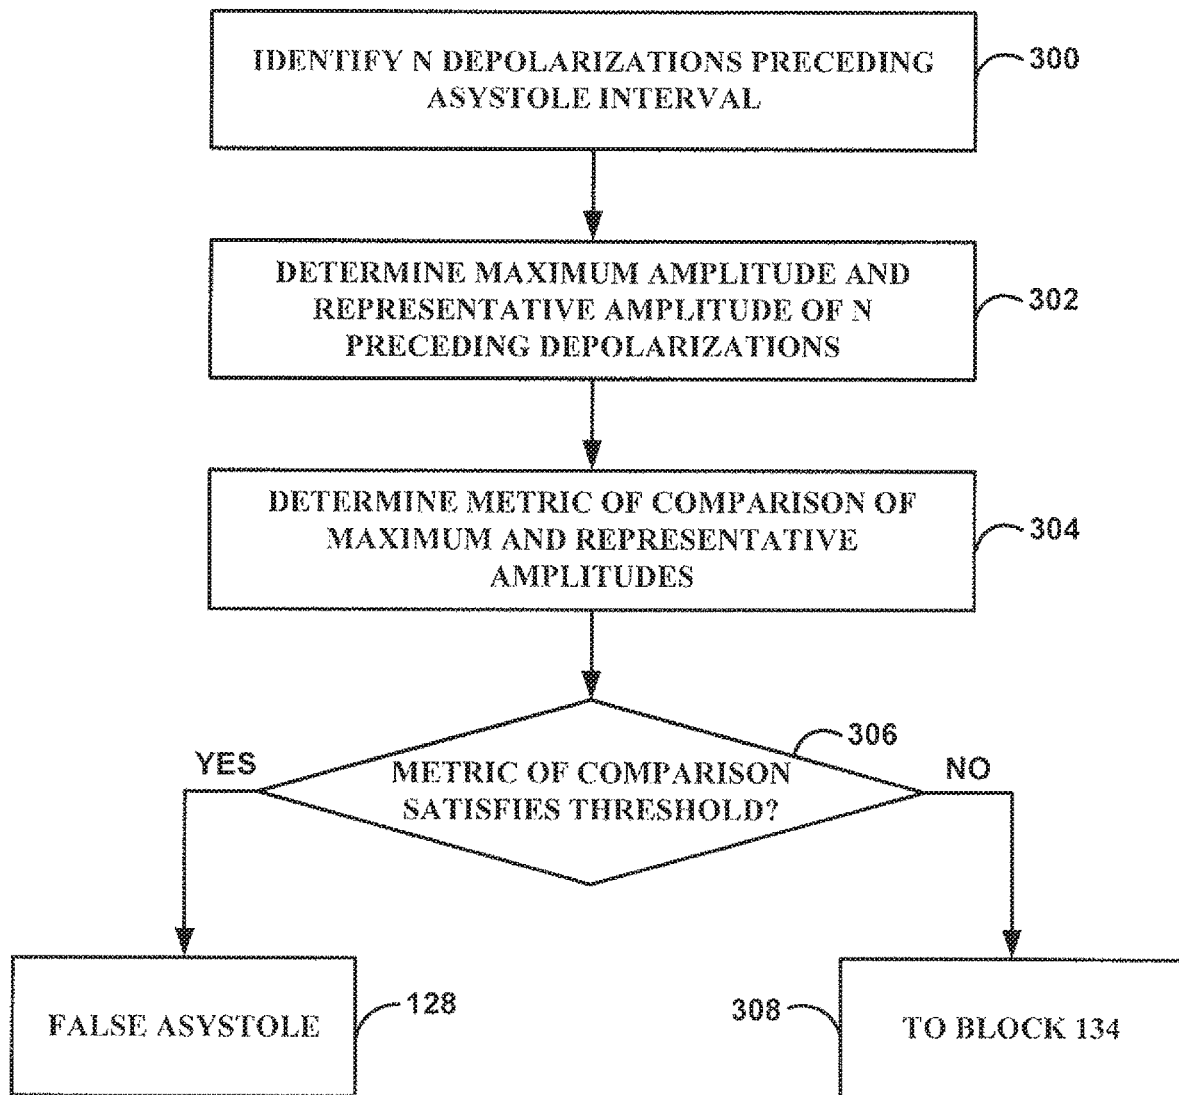 IDENTIFY N DEPOLARIZATIONS PRECEDING
ASYSTOLE INTERVAL
300
DETERMINE MAXIMUM AMPLITUDE AND
REPRESENTATIVE AMPLITUDE OF N
PRECEDING DEPOLARIZATIONS
302
DETERMINE METRIC OF COMPARISON OF
MAXIMUM AND REPRESENTATIVE
AMPLITUDES
304
306
YES
METRIC OF COMPARISON
SATISFIES THRESHOLD?
NO
FALSE ASYSTOLE
128
308
TO BLOCK 134